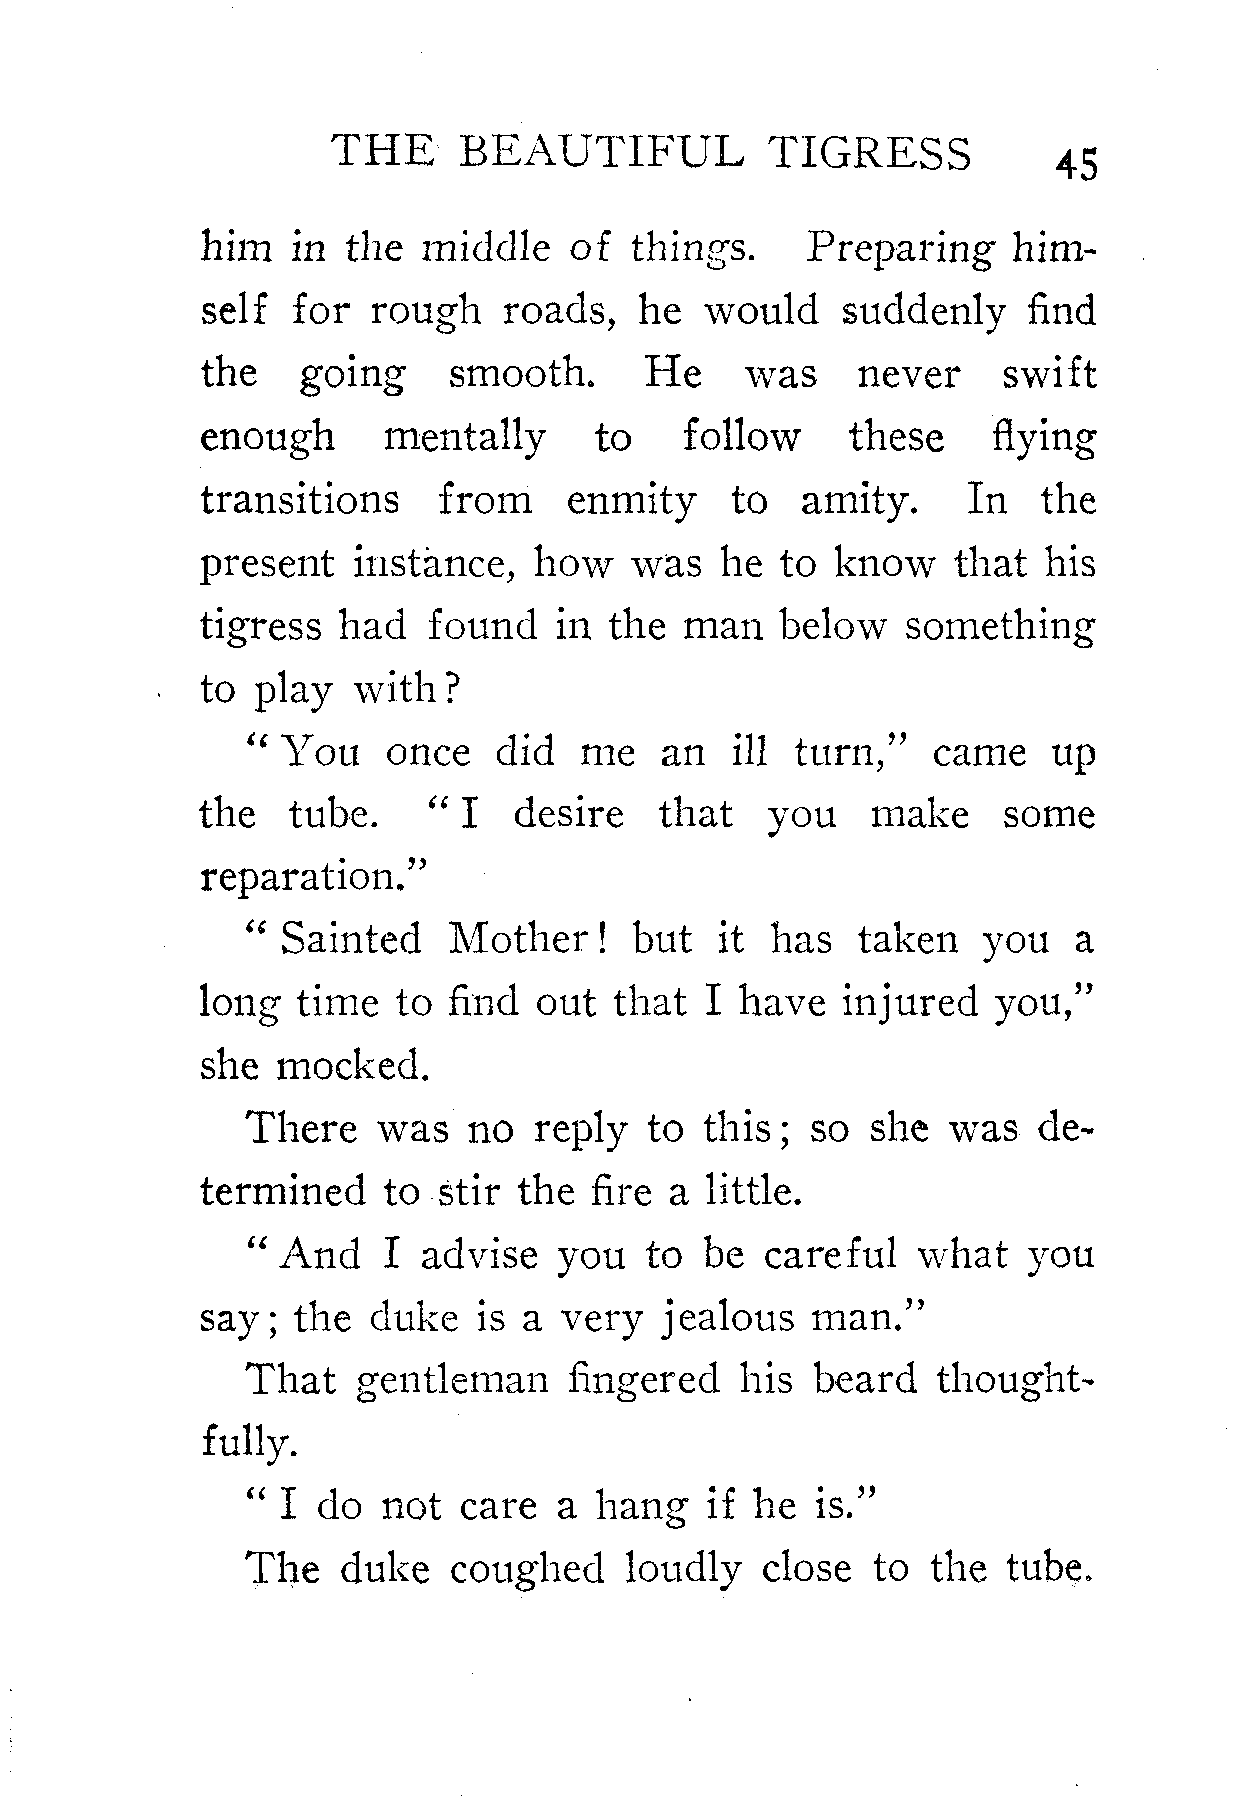 THE BEAUTIFUL TIGRESS 45
him in the middle of things. Preparing him-
self for rough roads, he would suddenly find
the going smooth. He was never swift
enough mentally to follow these flying
transitions from enmity to amity. In the
present instance, how was he to know that his
tigress had found in the man below something
to play with?
“ You once did me an ill turn,” came up
the tube. “ I desire that you make some
reparation.”
“ Sainted Mother! but it has taken you a
long time to find out that I have injured you,”
she mocked.
There was no reply to this; so she was de-
termined to stir the fire a little.
“ And I advise you to be careful what you
say; the duke is a very jealous man.”
That gentleman fingered his beard thought-
fully.
“ I do not care a hang if he is.”
The duke coughed loudly close to the tube.